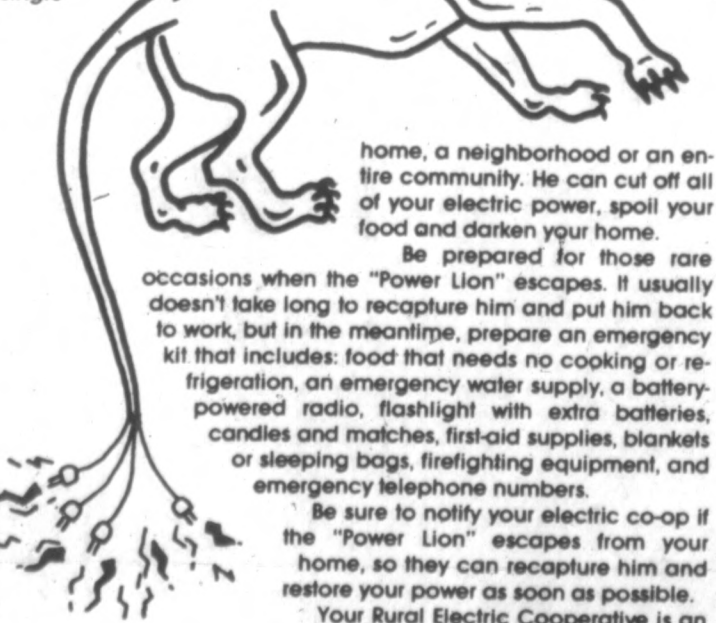 home, a neighborhood or an en-
tire community. He can cut off all
of your electric power, spoil your
food and darken your home.
Be prepared for those rare
occasions when the "Power Lion" escapes. It usually
doesn't take long to recapture him and put him back
to work, but in the meantime, prepare an emergency
kit that includes: food that needs no cooking or re-
frigeration, an emergency water supply, a battery-
powered radio, flashlight with extra batteries,
candles and matches, first-aid supplies, blankets
or sleeping bags, firefighting equipment, and
emergency telephone numbers.
Be sure to notify your electric co-op if
the "Power Lion" escapes from your
home, so they can recapture him and
restore your power as soon as possible.
Your Rural Electric Cooperative is an